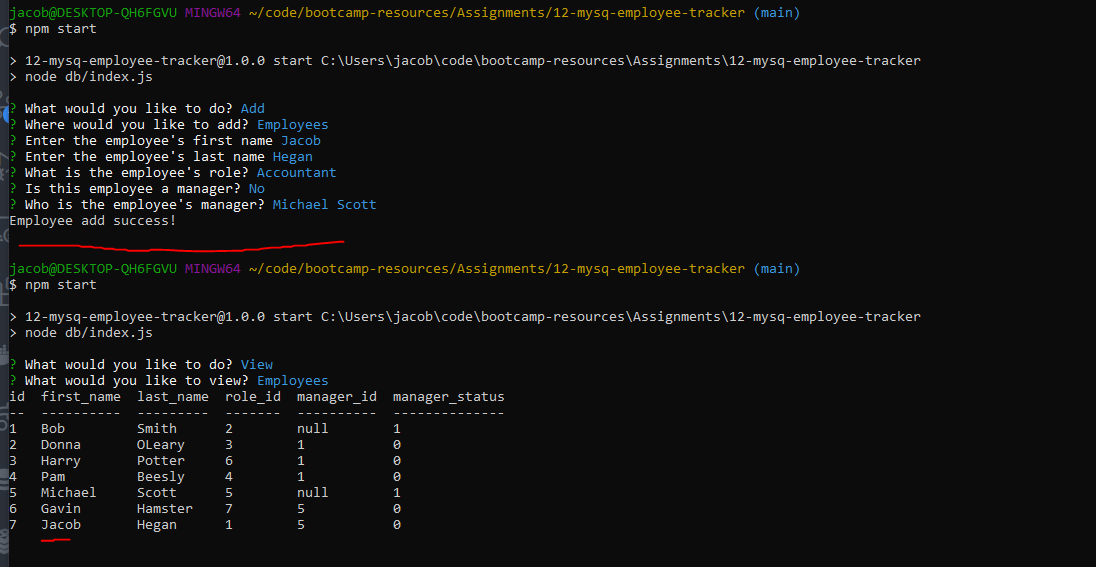 jacob@DESKTOP-QH6FGVU MINGW64 ~/code/bootcamp-resources/Assignments/12-mysq-employee-tracker (main)
$ npm start
> 12-mysq-employee-tracker@1.0.0 start C:\Users\jacob\code\bootcamp-resources\Assignments\12-mysq-employee-tracker
> node db/index.js
? What would you like to do? Add
? Where would you like to add? Employees
? Enter the employee's first name Jacob
? Enter the employee's last name Hegan
? What is the employee's role? Accountant
? Is this employee a manager? No
? Who is the employee's manager? Michael Scott
Employee add success!
jacob@DESKTOP-QH6FGVU MINGW64 ~/code/bootcamp-resources/Assignments/12-mysq-employee-tracker (main)
$ npm start
> 12-mysq-employee-tracker@1.0.0 start C:\Users\jacob\code\bootcamp-resources\Assignments\12-mysq-employee-tracker
> node db/index.js
? What would you like to do? View
? What would you like to view? Employees
id  first_name  last_name  role_id  manager_id  manager_status
--  ----------  ---------  -------  ----------  --------------
1   Bob         Smith      2        null        1
2   Donna       OLeary     3        1           0
3   Harry       Potter     6        1           0
4   Pam         Beesly     4        1           0
5   Michael     Scott      5        null        1
6   Gavin       Hamster    7        5           0
7   Jacob       Hegan      1        5           0